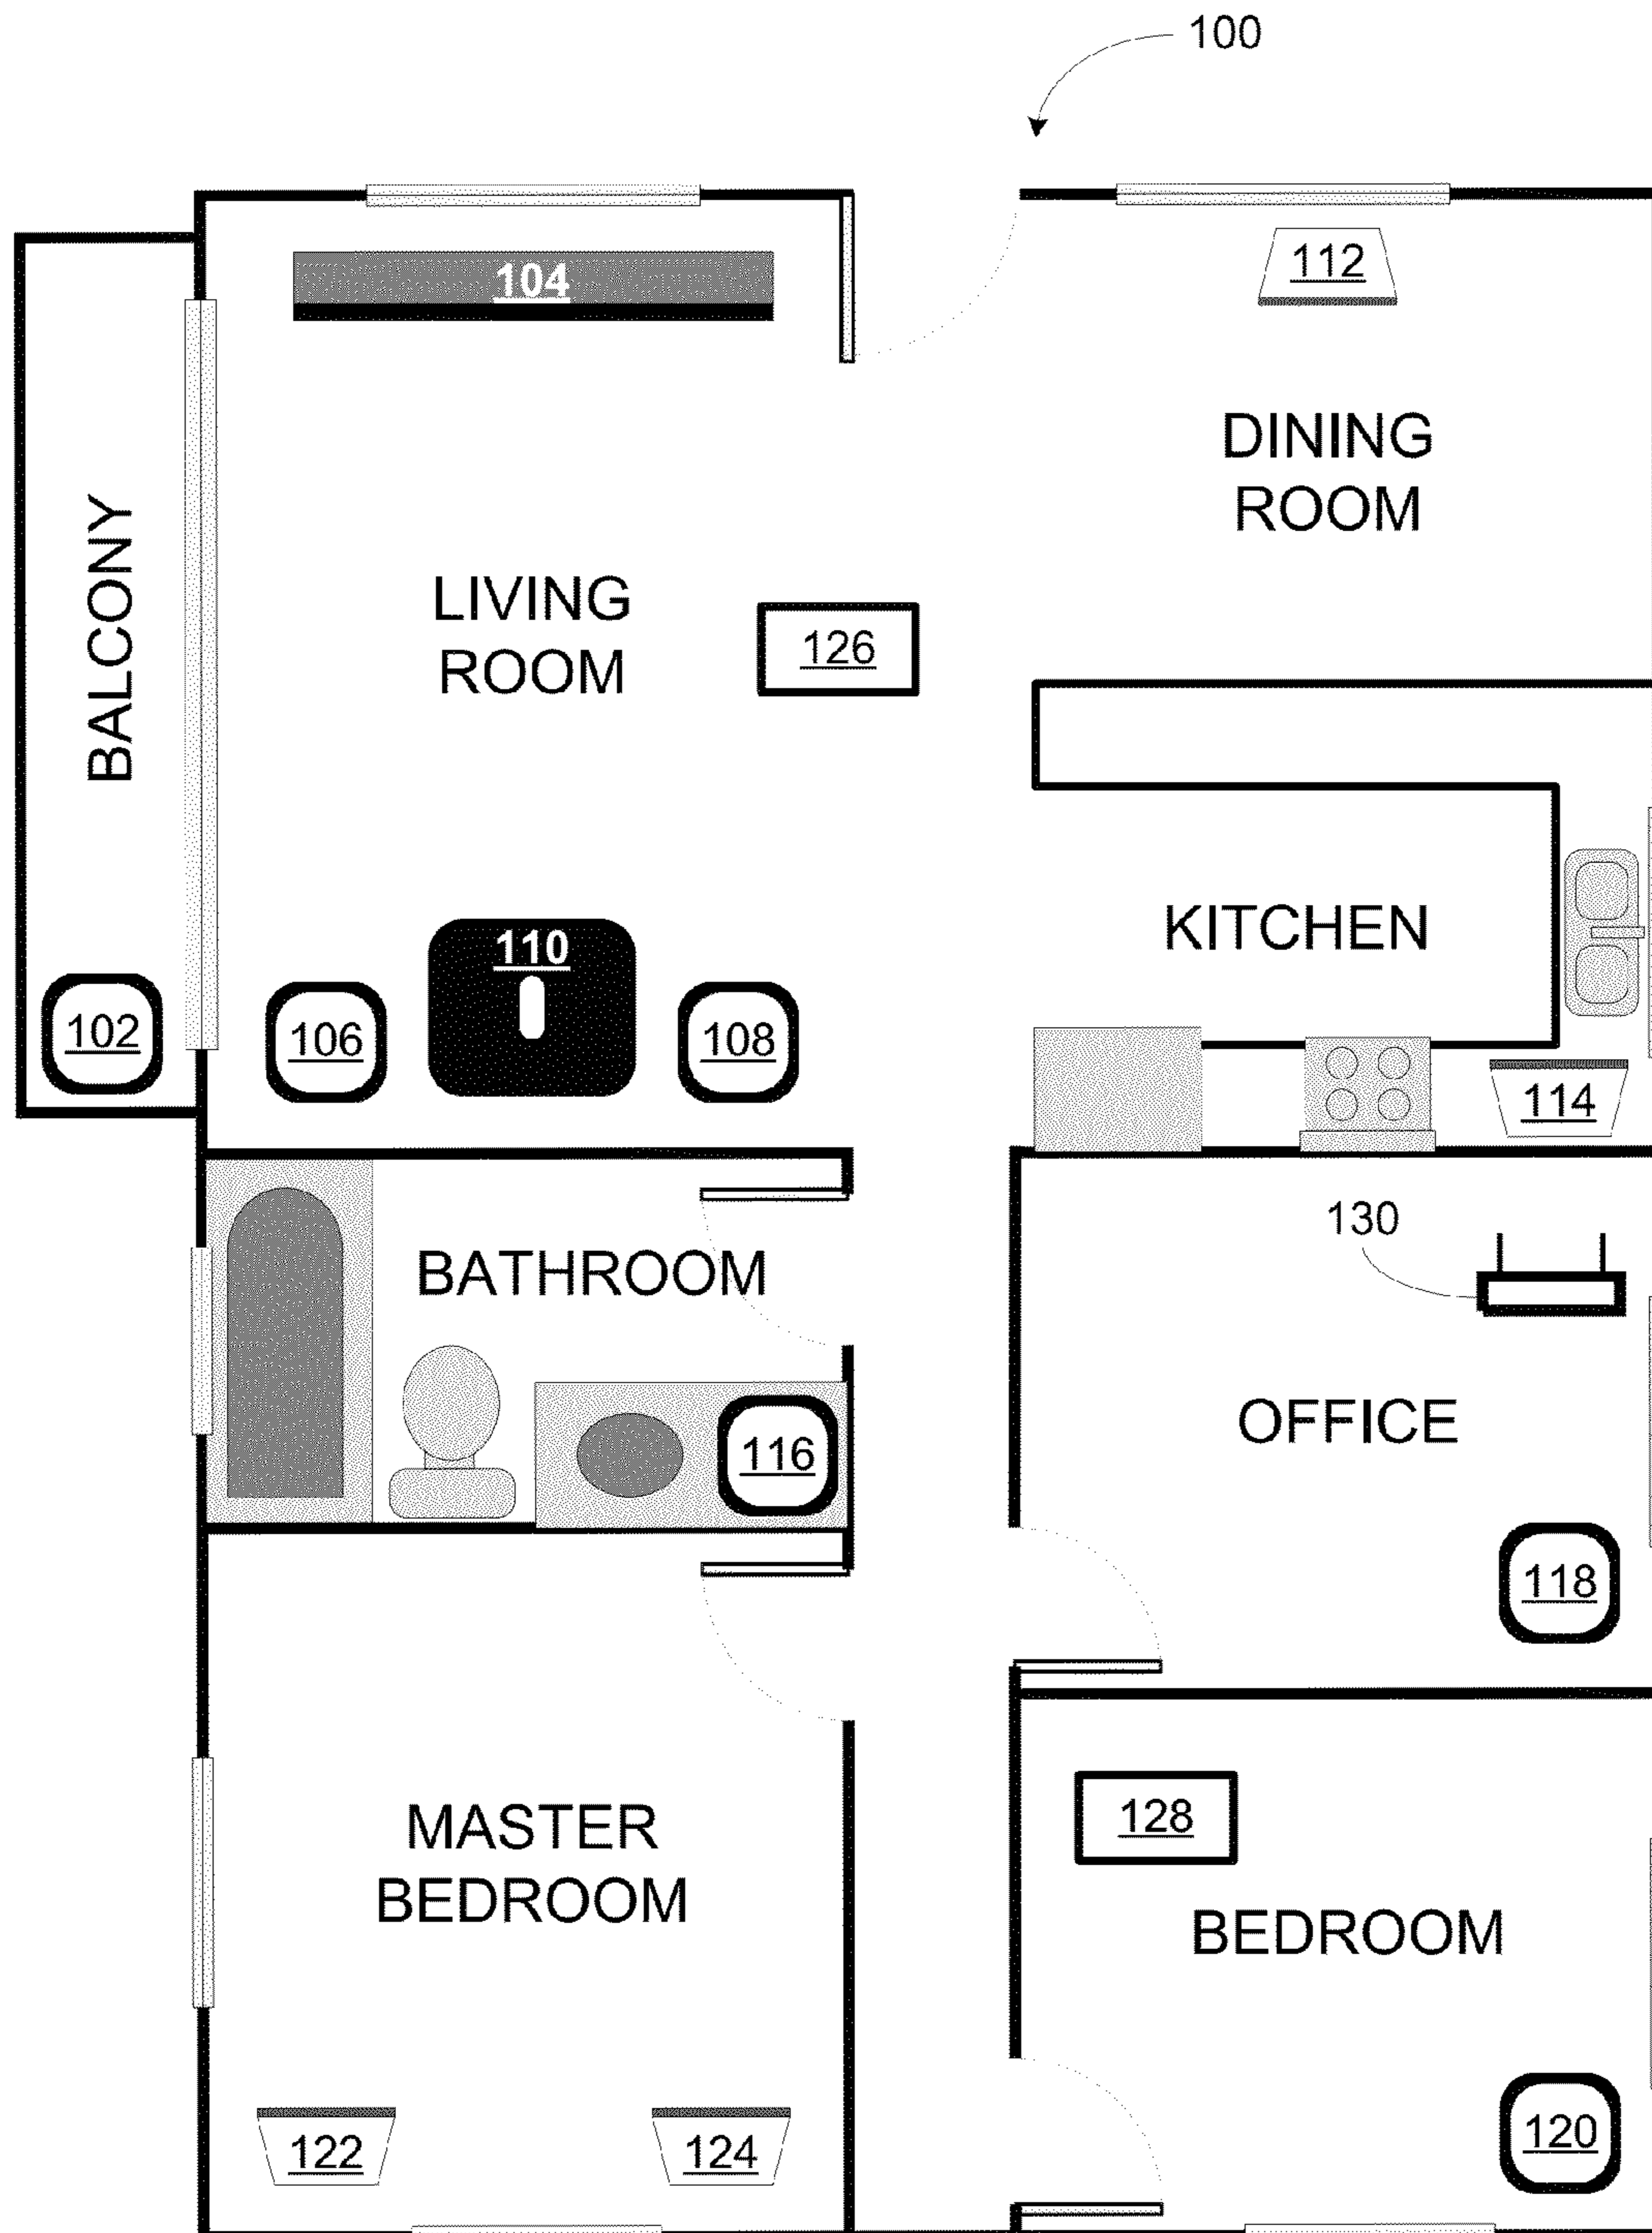 100
104
112
DINING
ROOM
BALCONY
LIVING
ROOM
126
KITCHEN
110
102
106
108
114
130
BATHROOM
OFFICE
116
118
MASTER
BEDROOM
128
BEDROOM
122
124
120